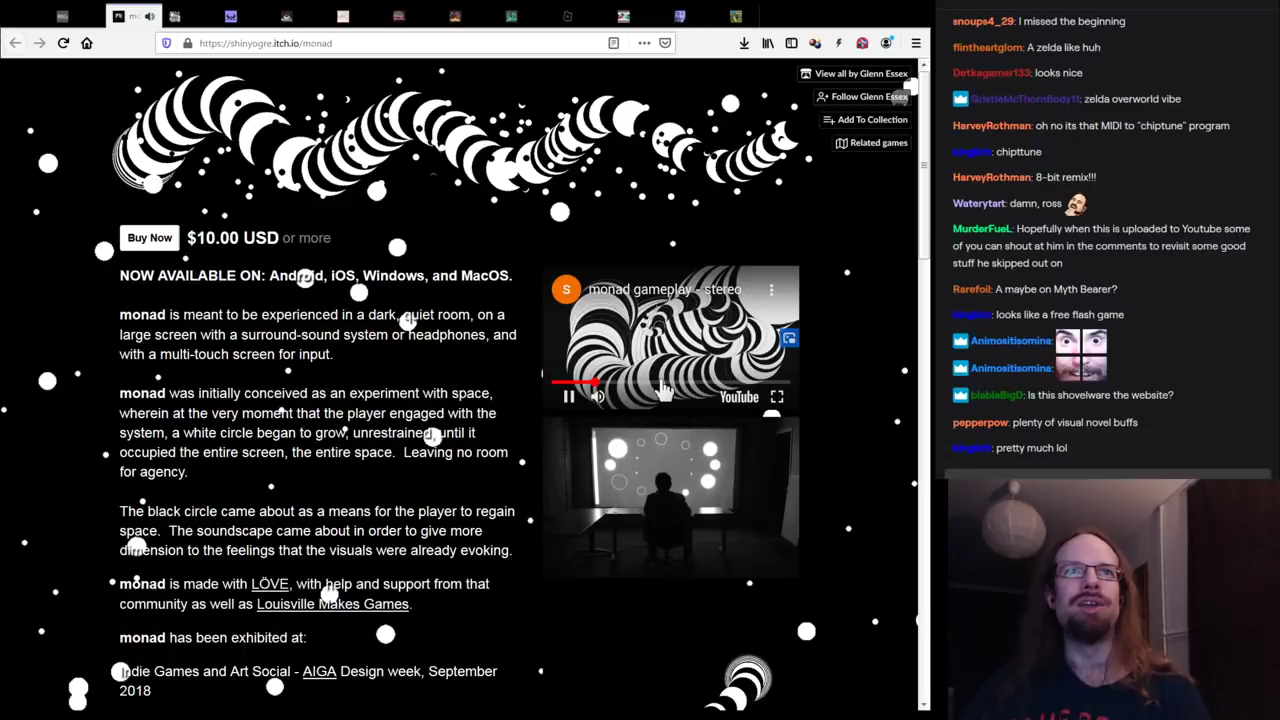 mo
https://shinyogre.itch.io/monad
View all by Glenn Essex
Follow Glenn Essex
Add To Collection
Related games
Buy Now $10.00 USD or more
NOW AVAILABLE ON: Android, iOS, Windows, and MacOS.
monad is meant to be experienced in a dark, quiet room, on a
large screen with a surround-sound system or headphones, and
with a multi-touch screen for input.
monad was initially conceived as an experiment with space,
wherein at the very moment that the player engaged with the
system, a white circle began to grow, unrestrained, until it
occupied the entire screen, the entire space. Leaving no room
for agency.
The black circle came about as a means for the player to regain
space. The soundscape came about in order to give more
dimension to the feelings that the visuals were already evoking.
monad is made with LÖVE, with help and support from that
community as well as Louisville Makes Games.
monad has been exhibited at:
Indie Games and Art Social - AIGA Design week, September
2018
S monad gameplay - stereo
YouTube
snoups4_29: I missed the beginning
flintheartglom: A zelda like huh
Detkagamer133: looks nice
GristleMcThornBody11: zelda overworld vibe
HarveyRothman: oh no its that MIDI to "chiptune" program
: chipttune
HarveyRothman: 8-bit remix!!!
Waterytart: damn, ross
MurderFueL: Hopefully when this is uploaded to Youtube some
of you can shout at him in the comments to revisit some good
stuff he skipped out on
Rarefoil: A maybe on Myth Bearer?
: looks like a free flash game
Animositisomina:
Animositisomina:
blablaBigD: Is this shovelware the website?
pepperpow: plenty of visual novel buffs
: pretty much lol